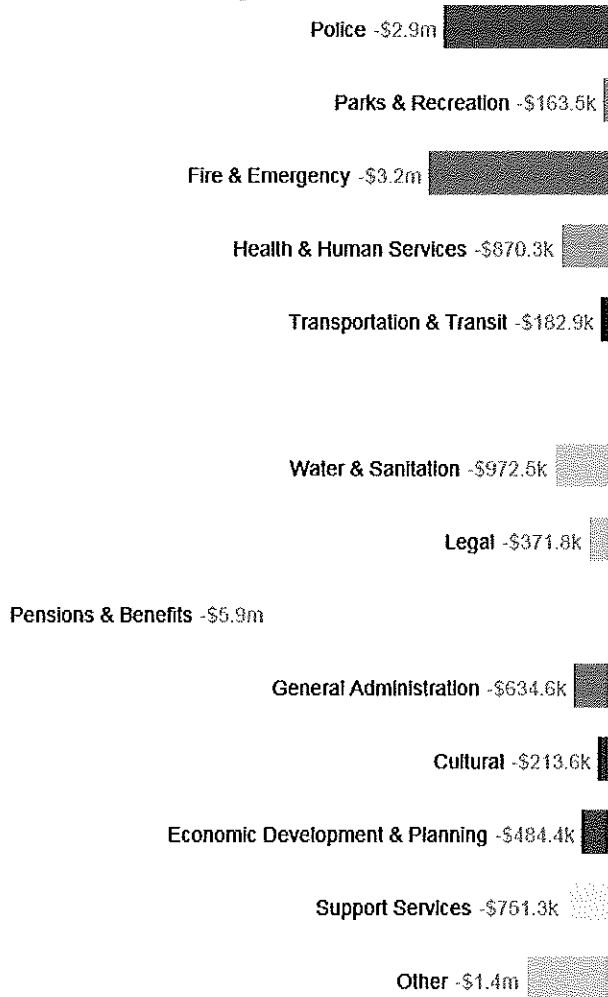 Police -$2.9m
Parks & Recreation -$163.5k
Fire & Emergency -$3.2m
Health & Human Services -$870.3k
Transportation & Transit -$182.9k
Water & Sanitation -$972.5k
Legal -$371.8k
Pensions & Benefits -$5.9m
General Administration -$634.6k
Cultural -$213.6k
Economic Development & Planning -$484.4k
Support Services -$751.3k
Other -$1.4m